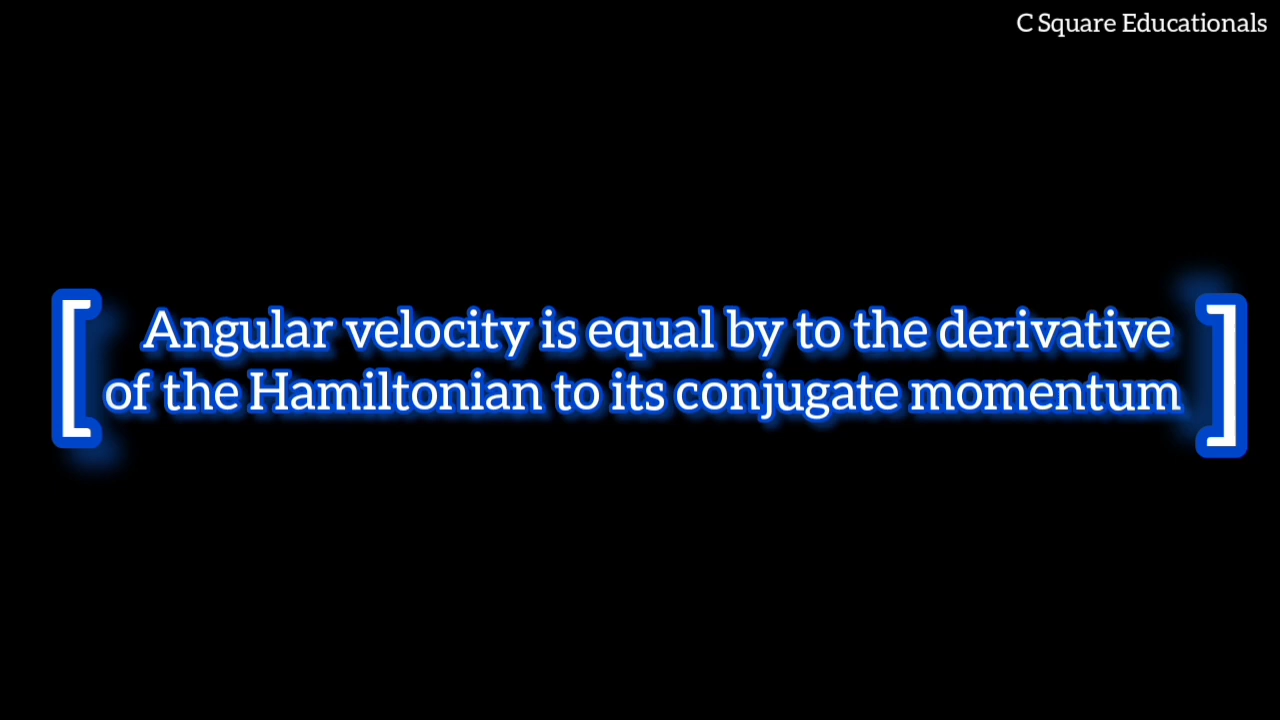 C Square Educationals
[ Angular velocity is equal by to the derivative
of the Hamiltonian to its conjugate momentum ]